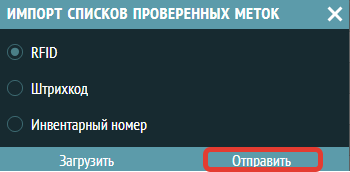 ИМПОРТ СПИСКОВ ПРОВЕРЕННЫХ МЕТОК
RFID
Штрихкод
Инвентарный номер
Загрузить Отправить